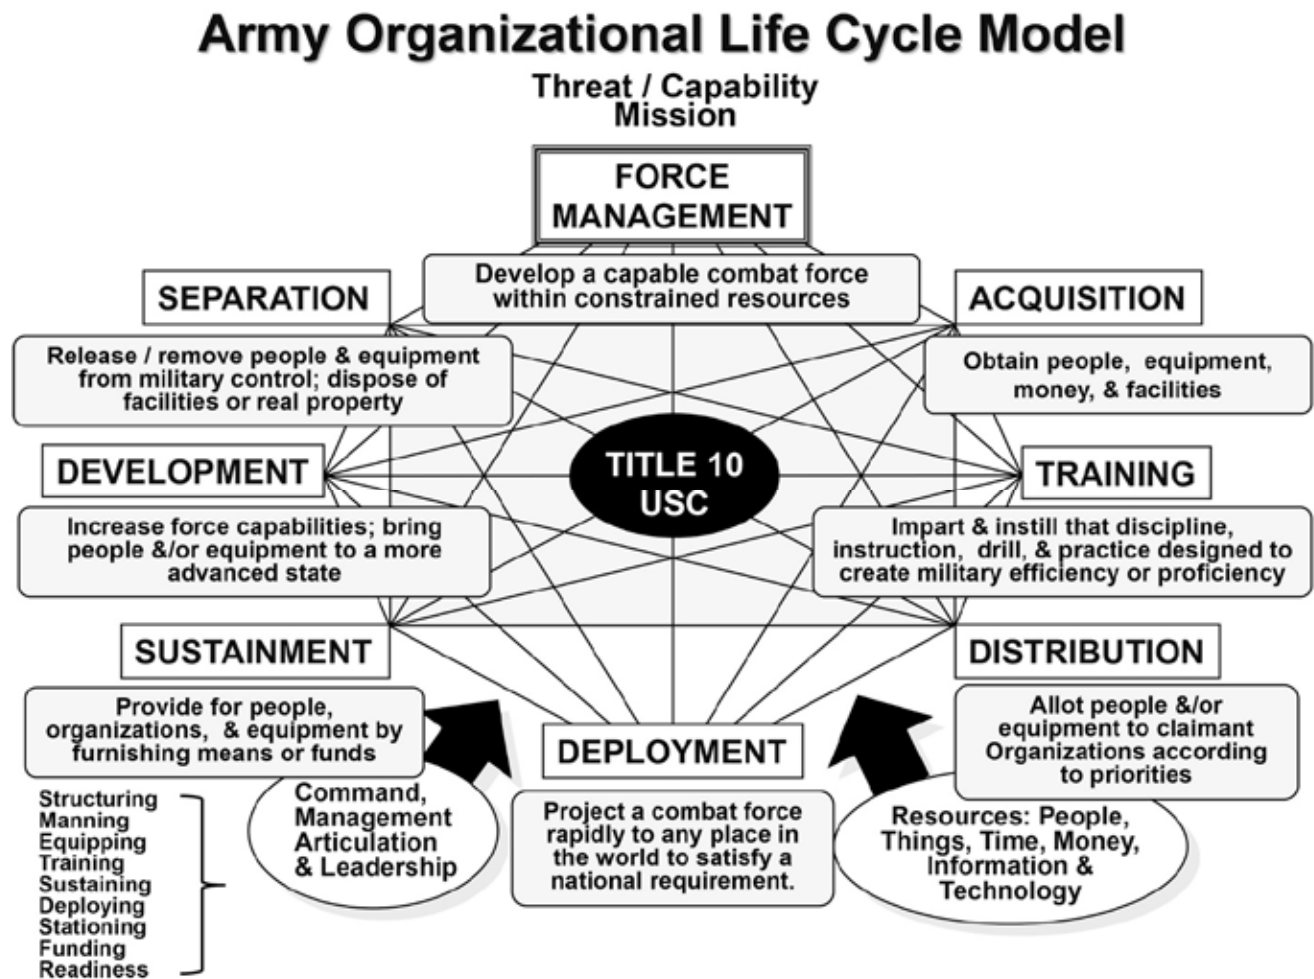 Army Organizational Life Cycle Model
Threat / Capability
Mission
FORCE
MANAGEMENT
Develop a capable combat force
within constrained resources
SEPARATION
Release / remove people & equipment
from military control; dispose of
facilities or real property
ACQUISITION
Obtain people, equipment,
money, & facilities
TITLE 10
USC
DEVELOPMENT
Increase force capabilities; bring
people &/or equipment to a more
advanced state
TRAINING
Impart & instill that discipline,
instruction, drill, & practice designed to
create military efficiency or proficiency
SUSTAINMENT
Provide for people,
organizations, & equipment by
furnishing means or funds
DISTRIBUTION
Allot people &/or
equipment to claimant
Organizations according
to priorities
DEPLOYMENT
Project a combat force
rapidly to any place in
the world to satisfy a
national requirement.
Structuring
Manning
Equipping
Training
Sustaining
Deploying
Stationing
Funding
Readiness
Command,
Management
Articulation
& Leadership
Resources: People,
Things, Time, Money,
Information &
Technology